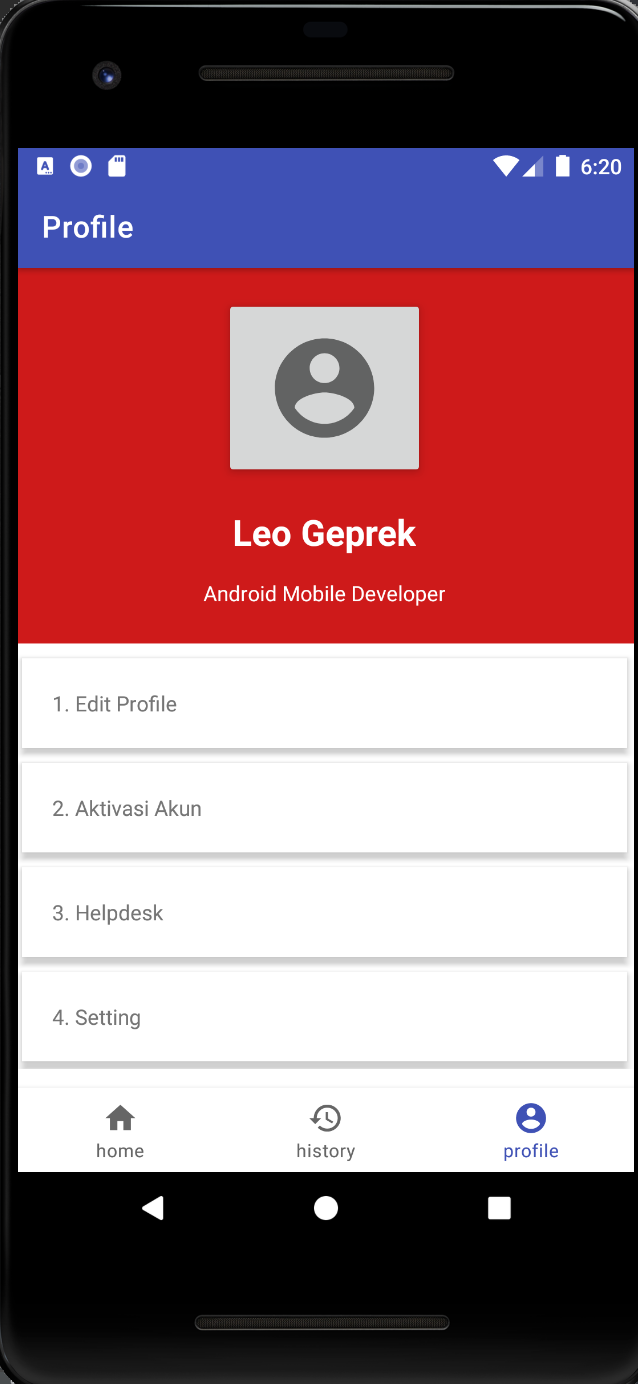 6:20
Profile
Leo Geprek
Android Mobile Developer
1. Edit Profile
2. Aktivasi Akun
3. Helpdesk
4. Setting
home history profile